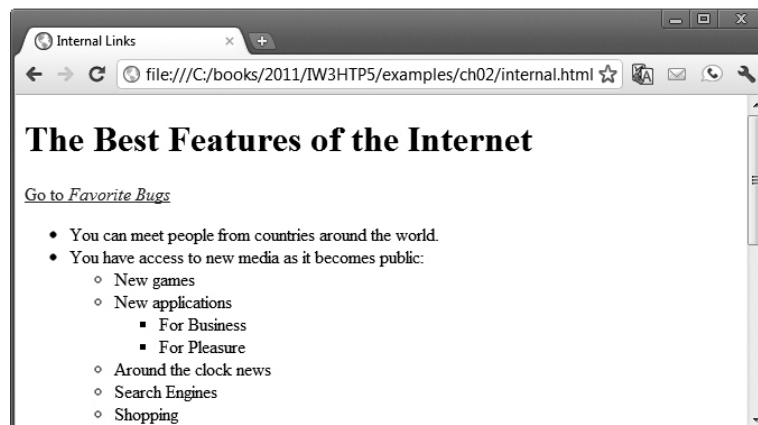 Internal Links
file:///C:/books/2011/IW3HTP5/examples/ch02/internal.html
The Best Features of the Internet
Go to Favorite Bugs
You can meet people from countries around the world.
You have access to new media as it becomes public:
New games
New applications
For Business
For Pleasure
Around the clock news
Search Engines
Shopping